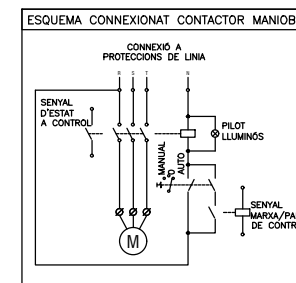 ESQUEMA CONNEXIONAT CONTACTOR MANIOB
CONNEXIÓ A
PROTECCIONS DE LINIA
R S T N
SENYAL
D'ESTAT
A CONTROL
PILOT
LLUMINÓS
MANUAL
O
AUTO
SENYAL
MARXA/PA
DE CONTR
M